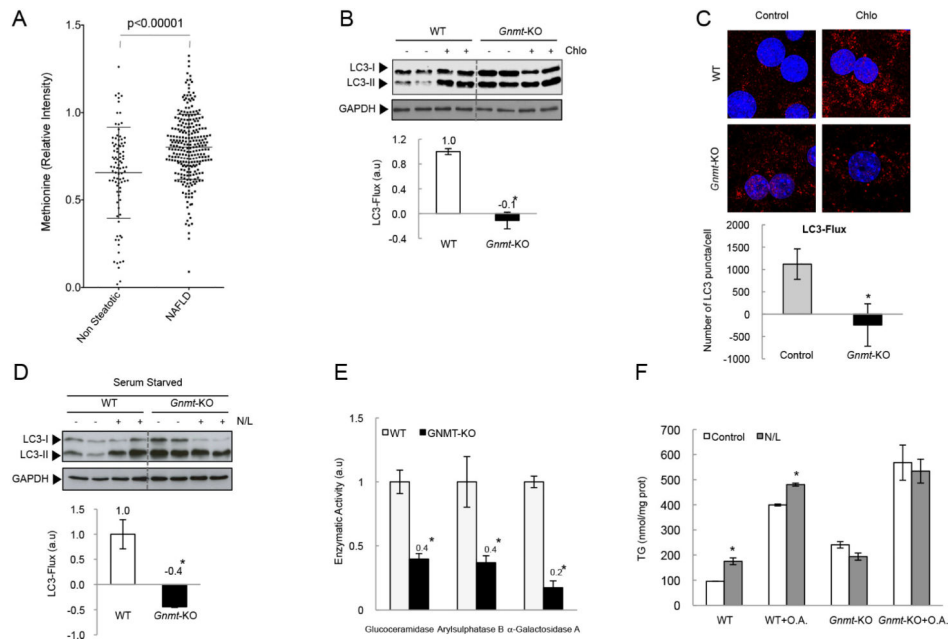 A
p<0.00001
Methionine (Relative Intensity)
1.5
1.0
0.5
0.0
Non Steatotic
NAFLD
B
WT Gnmt-KO
- - + + - - + + Chlo
LC3-I
LC3-II
GAPDH
LC3-Flux (a.u)
1.2
0.8
0.4
0.0
-0.4
1.0
-0.1*
WT Gnmt-KO
C
Control Chlo
WT
Gnmt-KO
LC3-Flux
Number of LC3 puncta/cell
2000
1500
1000
500
0
-500
-1000
*
Control Gnmt-KO
D
Serum Starved
WT Gnmt-KO
- - + + - - + + N/L
LC3-I
LC3-II
GAPDH
LC3-Flux (a.u)
1.5
1.0
0.5
0.0
-0.5
-1.0
1.0
-0.4*
WT Gnmt-KO
E
WT GNMT-KO
Enzymatic Activity (a.u)
1.5
1
0.5
0
0.4 *
0.4 *
0.2 *
Glucoceramidase Arylsulphatase B α-Galactosidase A
F
Control N/L
TG (nmol/mg prot)
700
600
500
400
300
200
100
0
*
*
WT WT+O.A. Gnmt-KO Gnmt-KO+O.A.